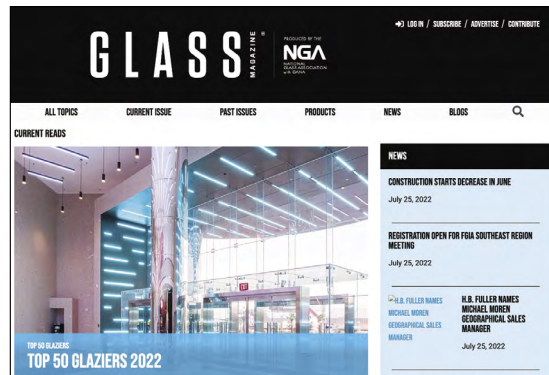 LOG IN / SUBSCRIBE / ADVERTISE / CONTRIBUTE
GLASS® MAGAZINE
PRODUCED BY THE
NGA
NATIONAL
GLASS ASSOCIATION
with GANA
ALL TOPICS CURRENT ISSUE PAST ISSUES PRODUCTS NEWS BLOGS
CURRENT READS
EXIT
TOP 50 GLAZIERS
TOP 50 GLAZIERS 2022
NEWS
CONSTRUCTION STARTS DECREASE IN JUNE
July 25, 2022
REGISTRATION OPEN FOR FGIA SOUTHEAST REGION
MEETING
July 25, 2022
H.B. FULLER NAMES
MICHAEL MOREN
GEOGRAPHICAL SALES
MANAGER
H.B. FULLER NAMES
MICHAEL MOREN
GEOGRAPHICAL SALES
MANAGER
July 25, 2022